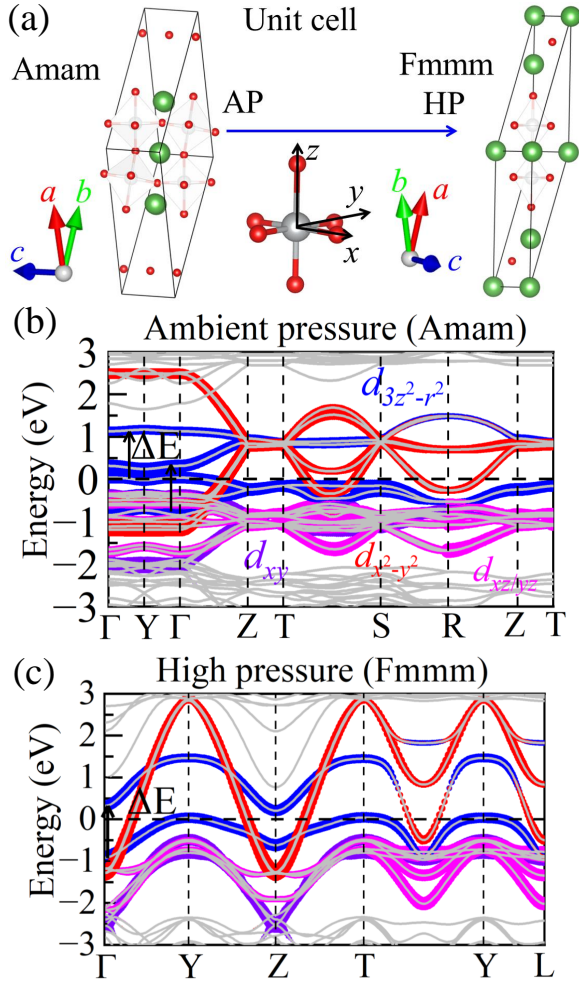 (a) Unit cell
Amam
Fmmm
AP
HP
z
y
x
a
b
c
b
a
c
(b) Ambient pressure (Amam)
Energy (eV)
3
2
1
0
−1
−2
−3
d3z²-r²
ΔE
dxy
dx²-y²
dxz/yz
Γ Y Γ Z T S R Z T
(c) High pressure (Fmmm)
Energy (eV)
3
2
1
0
−1
−2
−3
ΔE
Γ Y Z T Y L